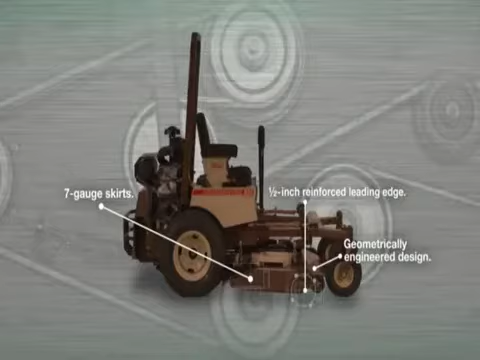 7-gauge skirts.
½-inch reinforced leading edge.
Geometrically
engineered design.